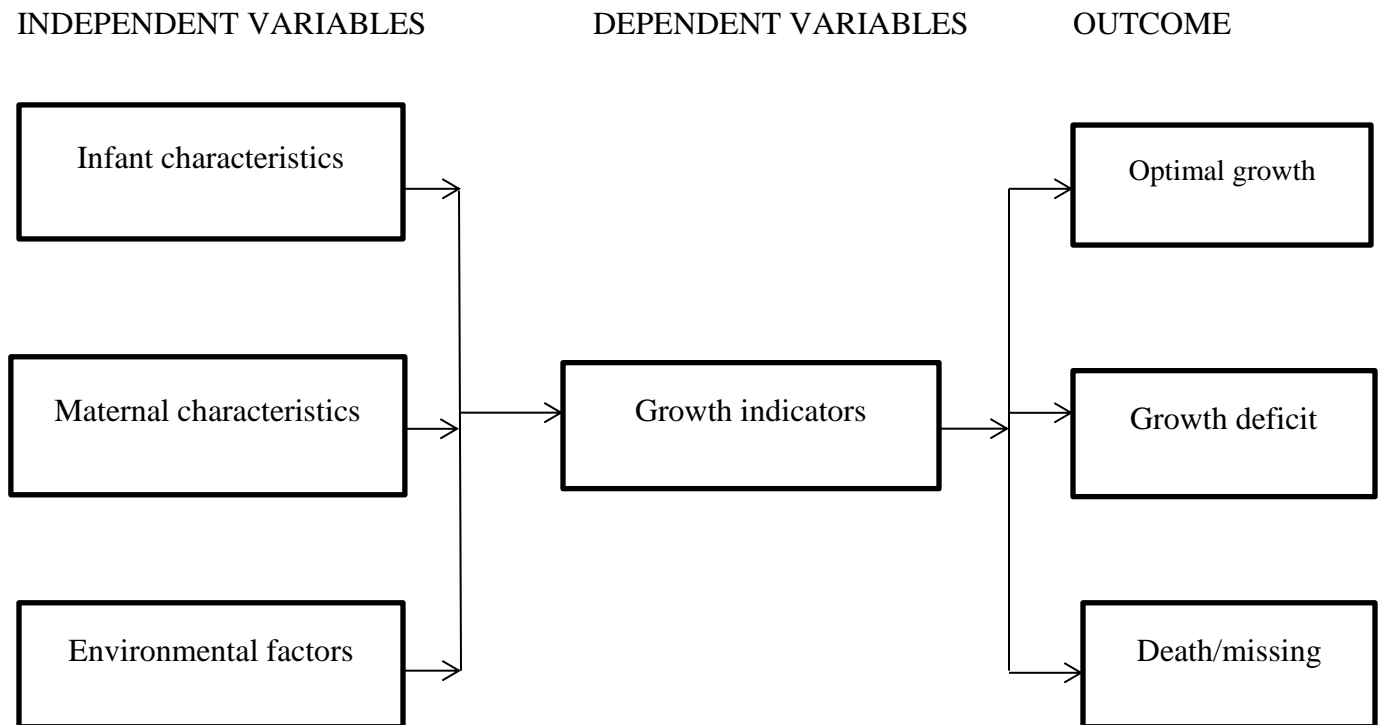 INDEPENDENT VARIABLES DEPENDENT VARIABLES OUTCOME
Infant characteristics
Optimal growth
Maternal characteristics
Growth indicators
Growth deficit
Environmental factors
Death/missing